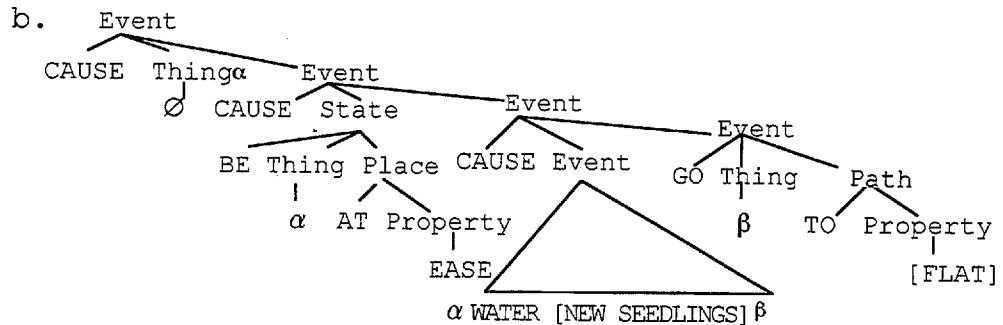 b. Event
CAUSE Thingα Event
∅ CAUSE State Event
BE Thing Place CAUSE Event Event
α AT Property GO Thing Path
EASE β TO Property
[FLAT]
α WATER [NEW SEEDLINGS] β